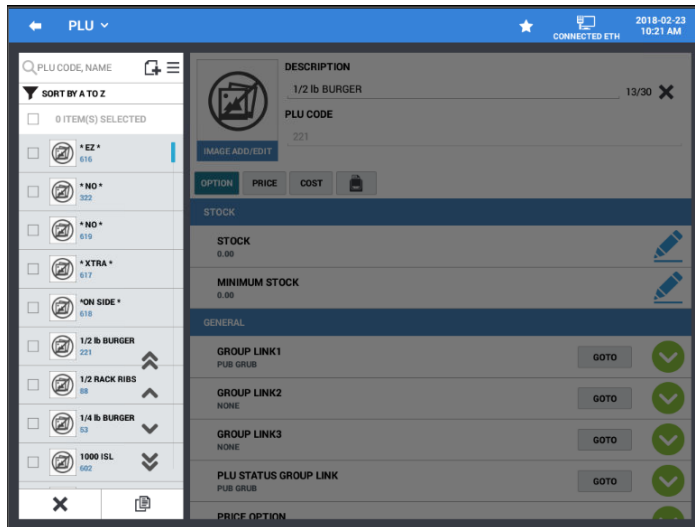 PLU
CONNECTED ETH
2018-02-23
10:21 AM
PLU CODE, NAME
SORT BY A TO Z
0 ITEM(S) SELECTED
* EZ *
616
* NO *
322
* NO *
619
* XTRA *
617
*ON SIDE *
618
1/2 lb BURGER
221
1/2 RACK RIBS
88
1/4 lb BURGER
53
1000 ISL
602
DESCRIPTION
1/2 lb BURGER
13/30
PLU CODE
221
IMAGE ADD/EDIT
OPTION PRICE COST
STOCK
STOCK
0.00
MINIMUM STOCK
0.00
GENERAL
GROUP LINK1
PUB GRUB
GOTO
GROUP LINK2
NONE
GOTO
GROUP LINK3
NONE
GOTO
PLU STATUS GROUP LINK
PUB GRUB
GOTO
PRICE OPTION